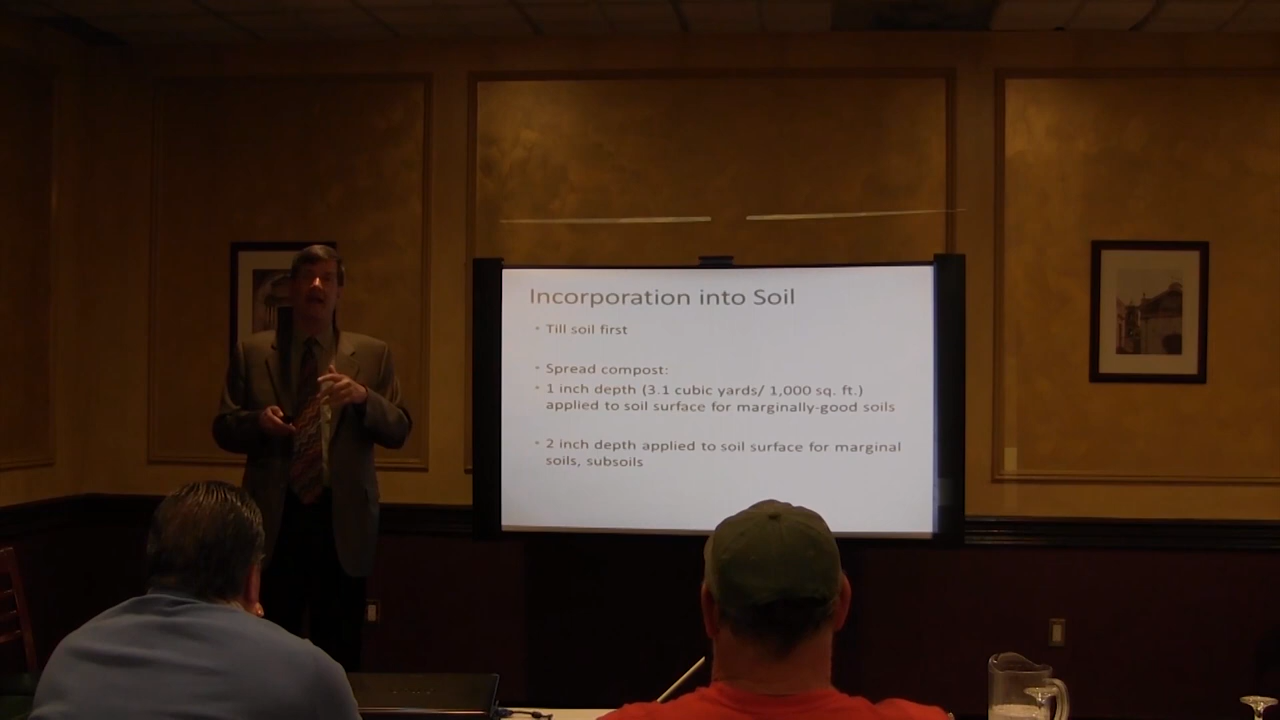 Incorporation into Soil
• Till soil first
• Spread compost:
• 1 inch depth (3.1 cubic yards/ 1,000 sq. ft.)
applied to soil surface for marginally-good soils
• 2 inch depth applied to soil surface for marginal
soils, subsoils